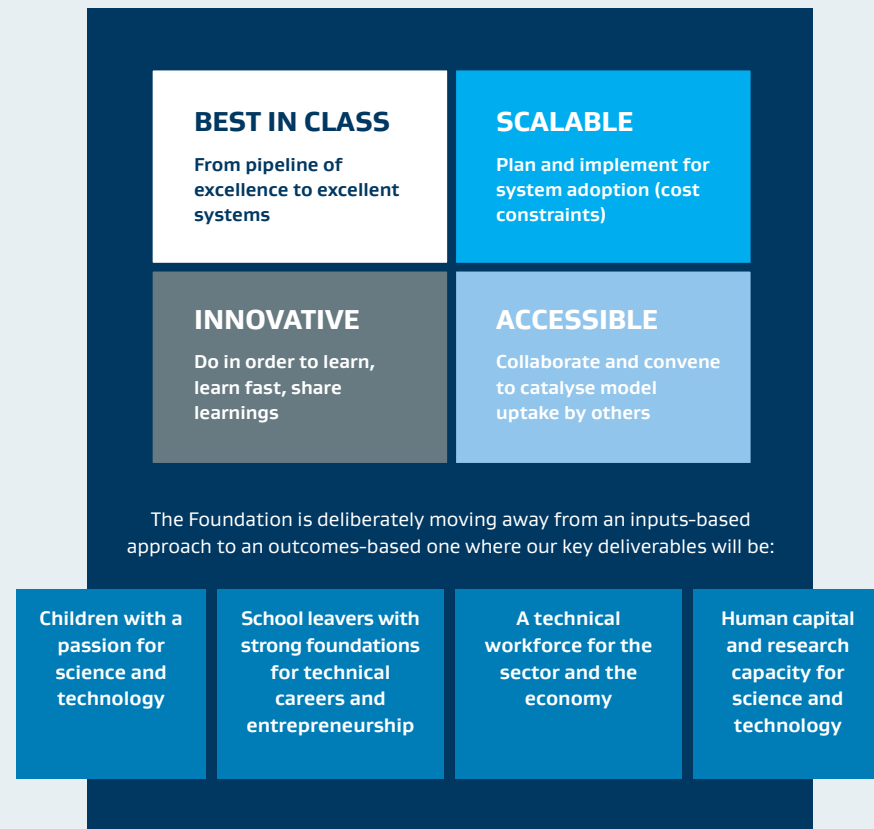 BEST IN CLASS
From pipeline of
excellence to excellent
systems
SCALABLE
Plan and implement for
system adoption (cost
constraints)
INNOVATIVE
Do in order to learn,
learn fast, share
learnings
ACCESSIBLE
Collaborate and convene
to catalyse model
uptake by others
The Foundation is deliberately moving away from an inputs-based
approach to an outcomes-based one where our key deliverables will be:
Children with a
passion for
science and
technology
School leavers with
strong foundations
for technical
careers and
entrepreneurship
A technical
workforce for the
sector and the
economy
Human capital
and research
capacity for
science and
technology